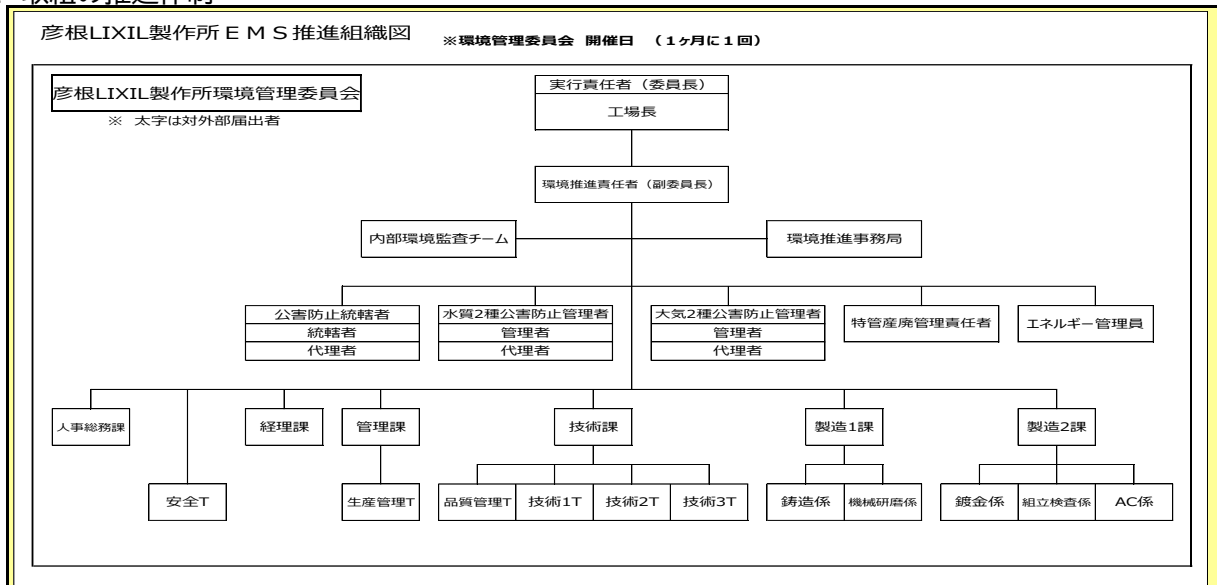 取組の推進体制
彦根LIXIL製作所ＥＭＳ推進組織図 ※環境管理委員会 開催日 （１ヶ月に１回）
彦根LIXIL製作所環境管理委員会
※ 太字は対外部届出者
実行責任者（委員長）
工場長
環境推進責任者（副委員長）
内部環境監査チーム 環境推進事務局
公害防止統轄者 水質2種公害防止管理者 大気2種公害防止管理者 特管産廃管理責任者 エネルギー管理員
統轄者 管理者 管理者
代理者 代理者 代理者
人事総務課 経理課 管理課 技術課 製造1課 製造2課
安全T 生産管理T 品質管理T 技術1T 技術2T 技術3T 鋳造係 機械研磨係 鍍金係 組立検査係 AC係